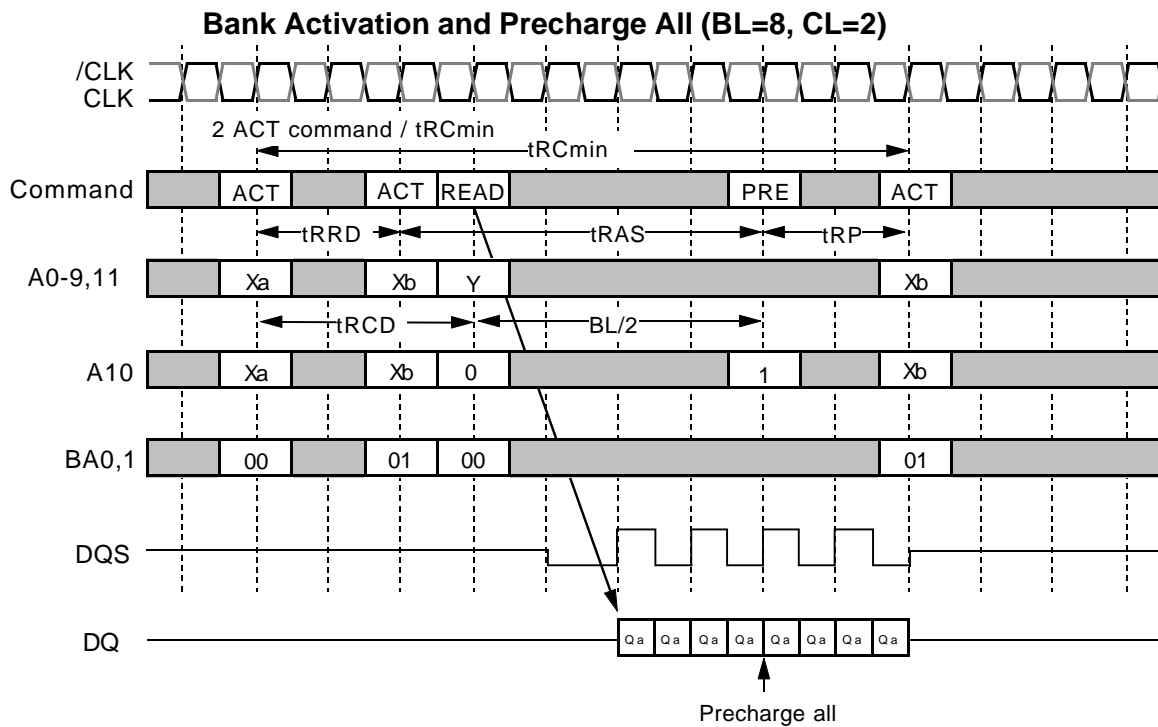 Bank Activation and Precharge All (BL=8, CL=2)
/CLK
CLK
2 ACT command / tRCmin
tRCmin
Command ACT ACT READ PRE ACT
tRRD tRAS tRP
A0-9,11 Xa Xb Y Xb
tRCD BL/2
A10 Xa Xb 0 1 Xb
BA0,1 00 01 00 01
DQS
DQ Qa Qa Qa Qa Qa Qa Qa Qa
Precharge all